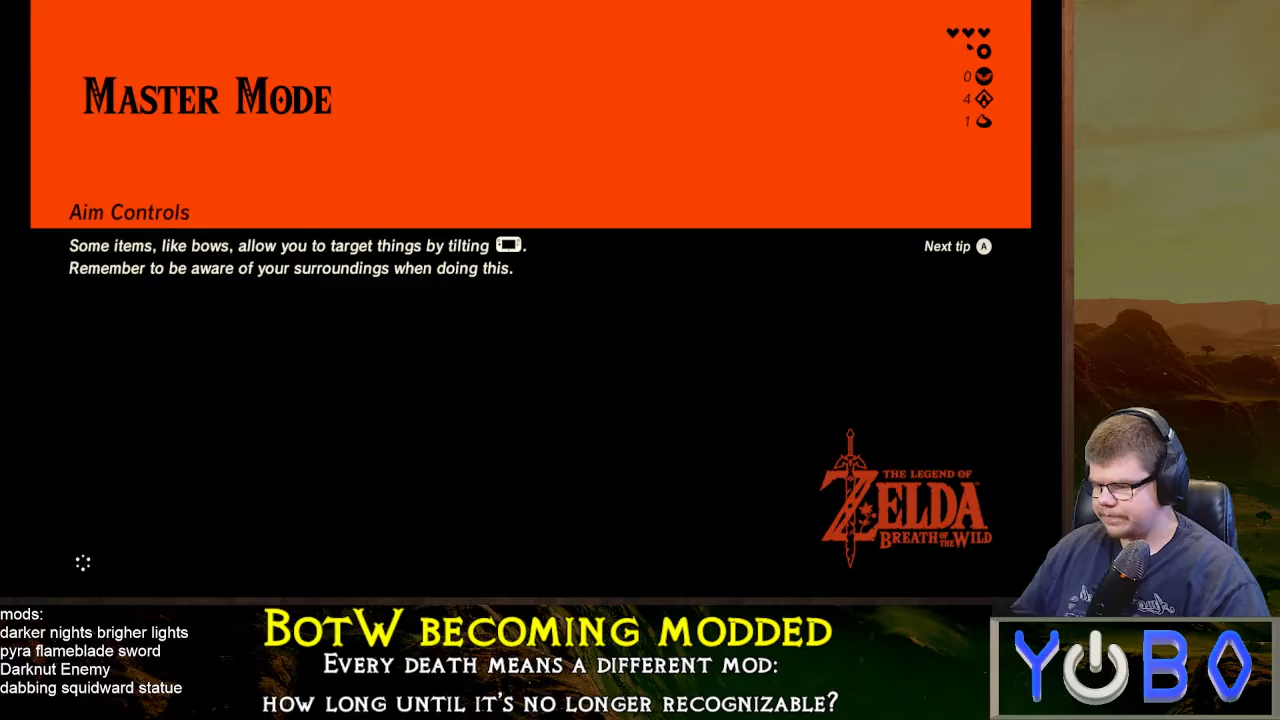 MASTER MODE
0
4
1
Aim Controls
Some items, like bows, allow you to target things by tilting .
Remember to be aware of your surroundings when doing this.
Next tip A
THE LEGEND OF
ZELDA
BREATH OF THE WILD
mods:
darker nights brigher lights
pyra flameblade sword
Darknut Enemy
dabbing squidward statue
BOTW BECOMING MODDED
EVERY DEATH MEANS A DIFFERENT MOD:
HOW LONG UNTIL IT'S NO LONGER RECOGNIZABLE?
YUBO